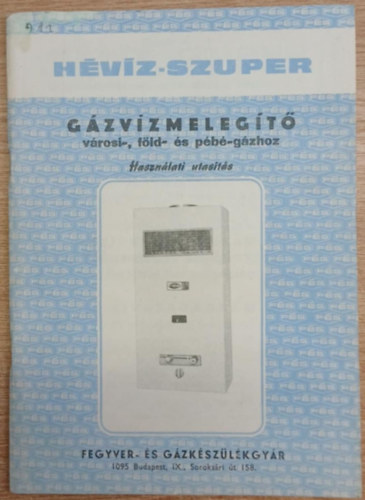 HÉVÍZ-SZUPER
GÁZVÍZMELEGÍTŐ
városi-, föld- és pébé-gázhoz
Használati utasítás
FEGYVER- ÉS GÁZKÉSZÜLÉKGYÁR
1095 Budapest, IX., Soroksári út 158.